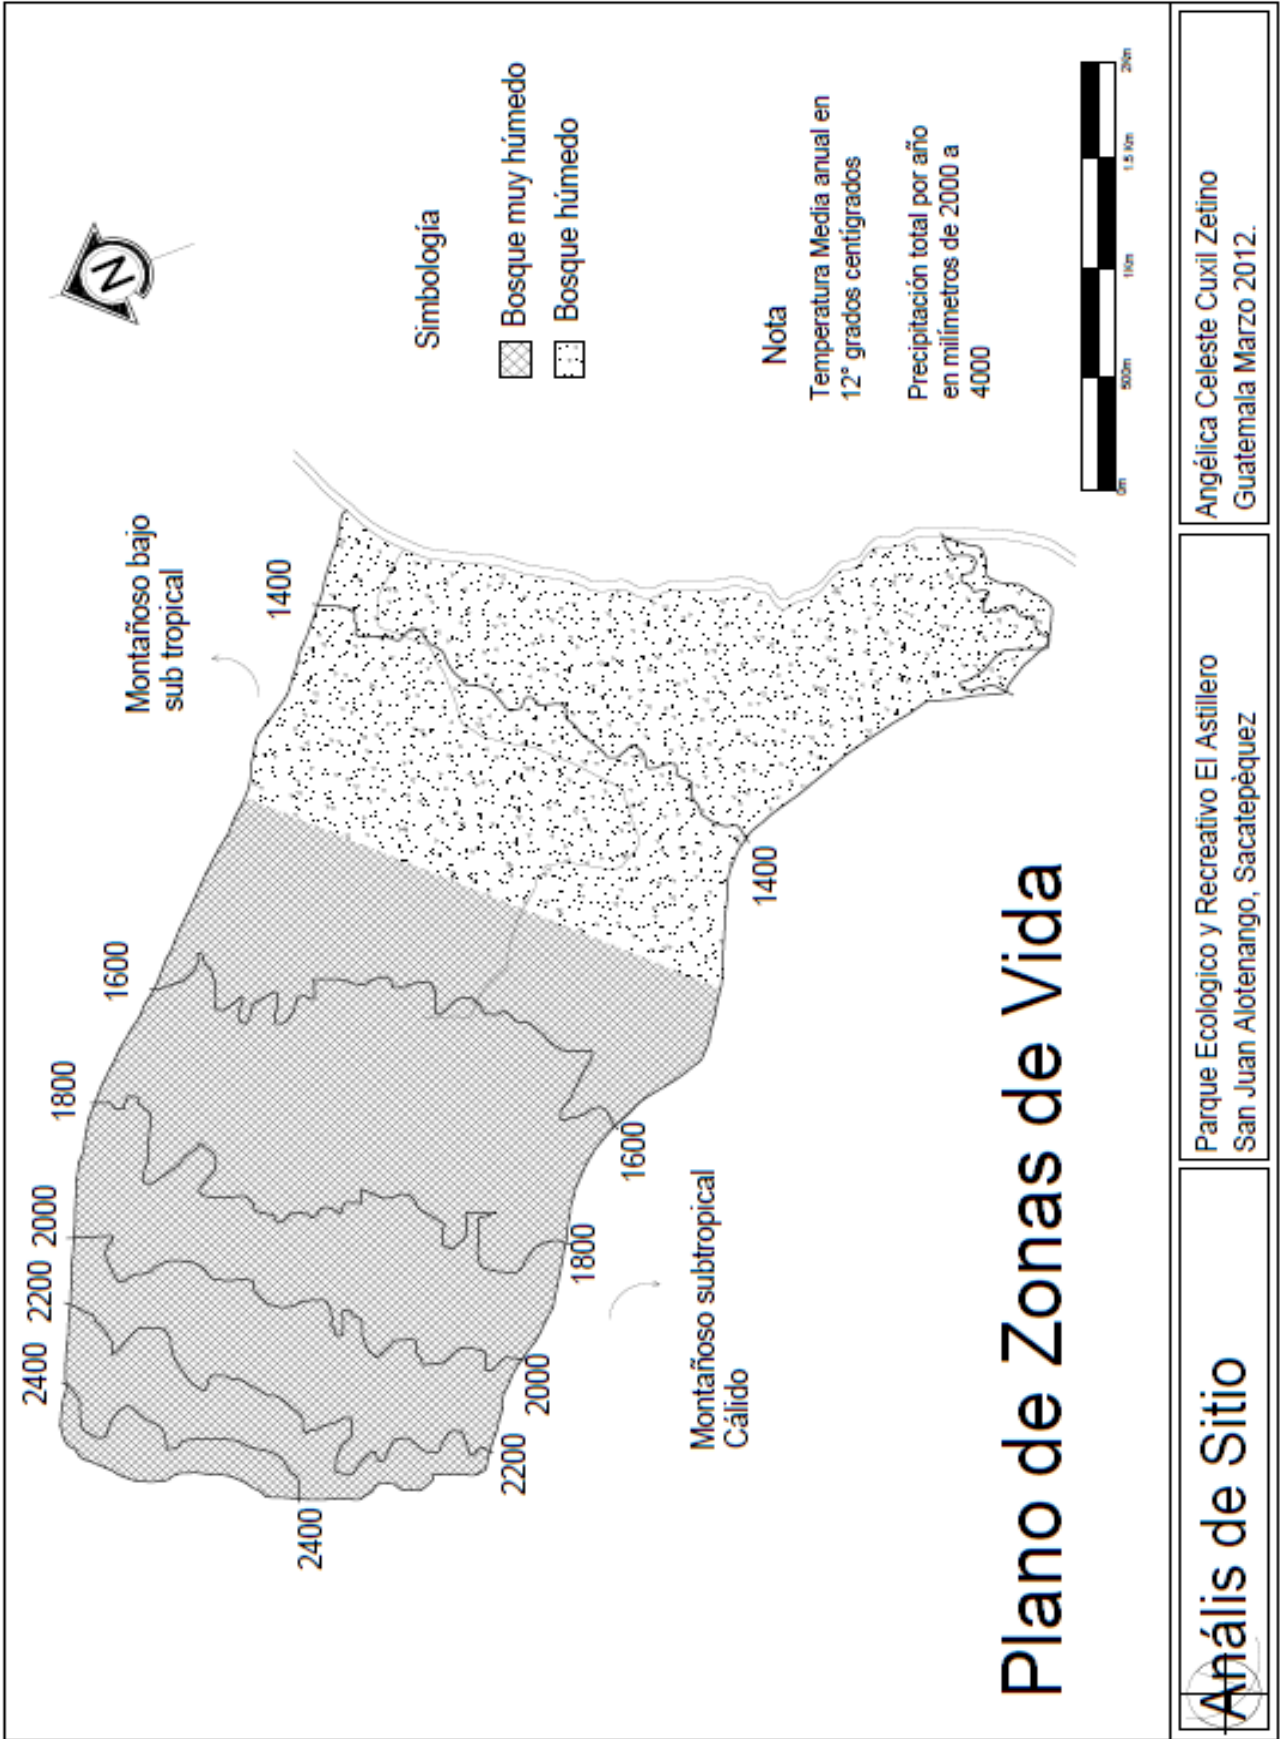 Montañoso bajo
sub tropical
1400
1600
1800
2000
2200
2400
2400
2200
2000
1800
1600
1400
Montañoso subtropical
Cálido
N
Simbología
Bosque muy húmedo
Bosque húmedo
Nota
Temperatura Media anual en
12° grados centígrados
Precipitación total por año
en milímetros de 2000 a
4000
0m
500m
1Km
1.5 Km
2Km
Plano de Zonas de Vida
Anális de Sitio
Parque Ecologico y Recreativo El Astillero
San Juan Alotenango, Sacatepèquez
Angélica Celeste Cuxil Zetino
Guatemala Marzo 2012.